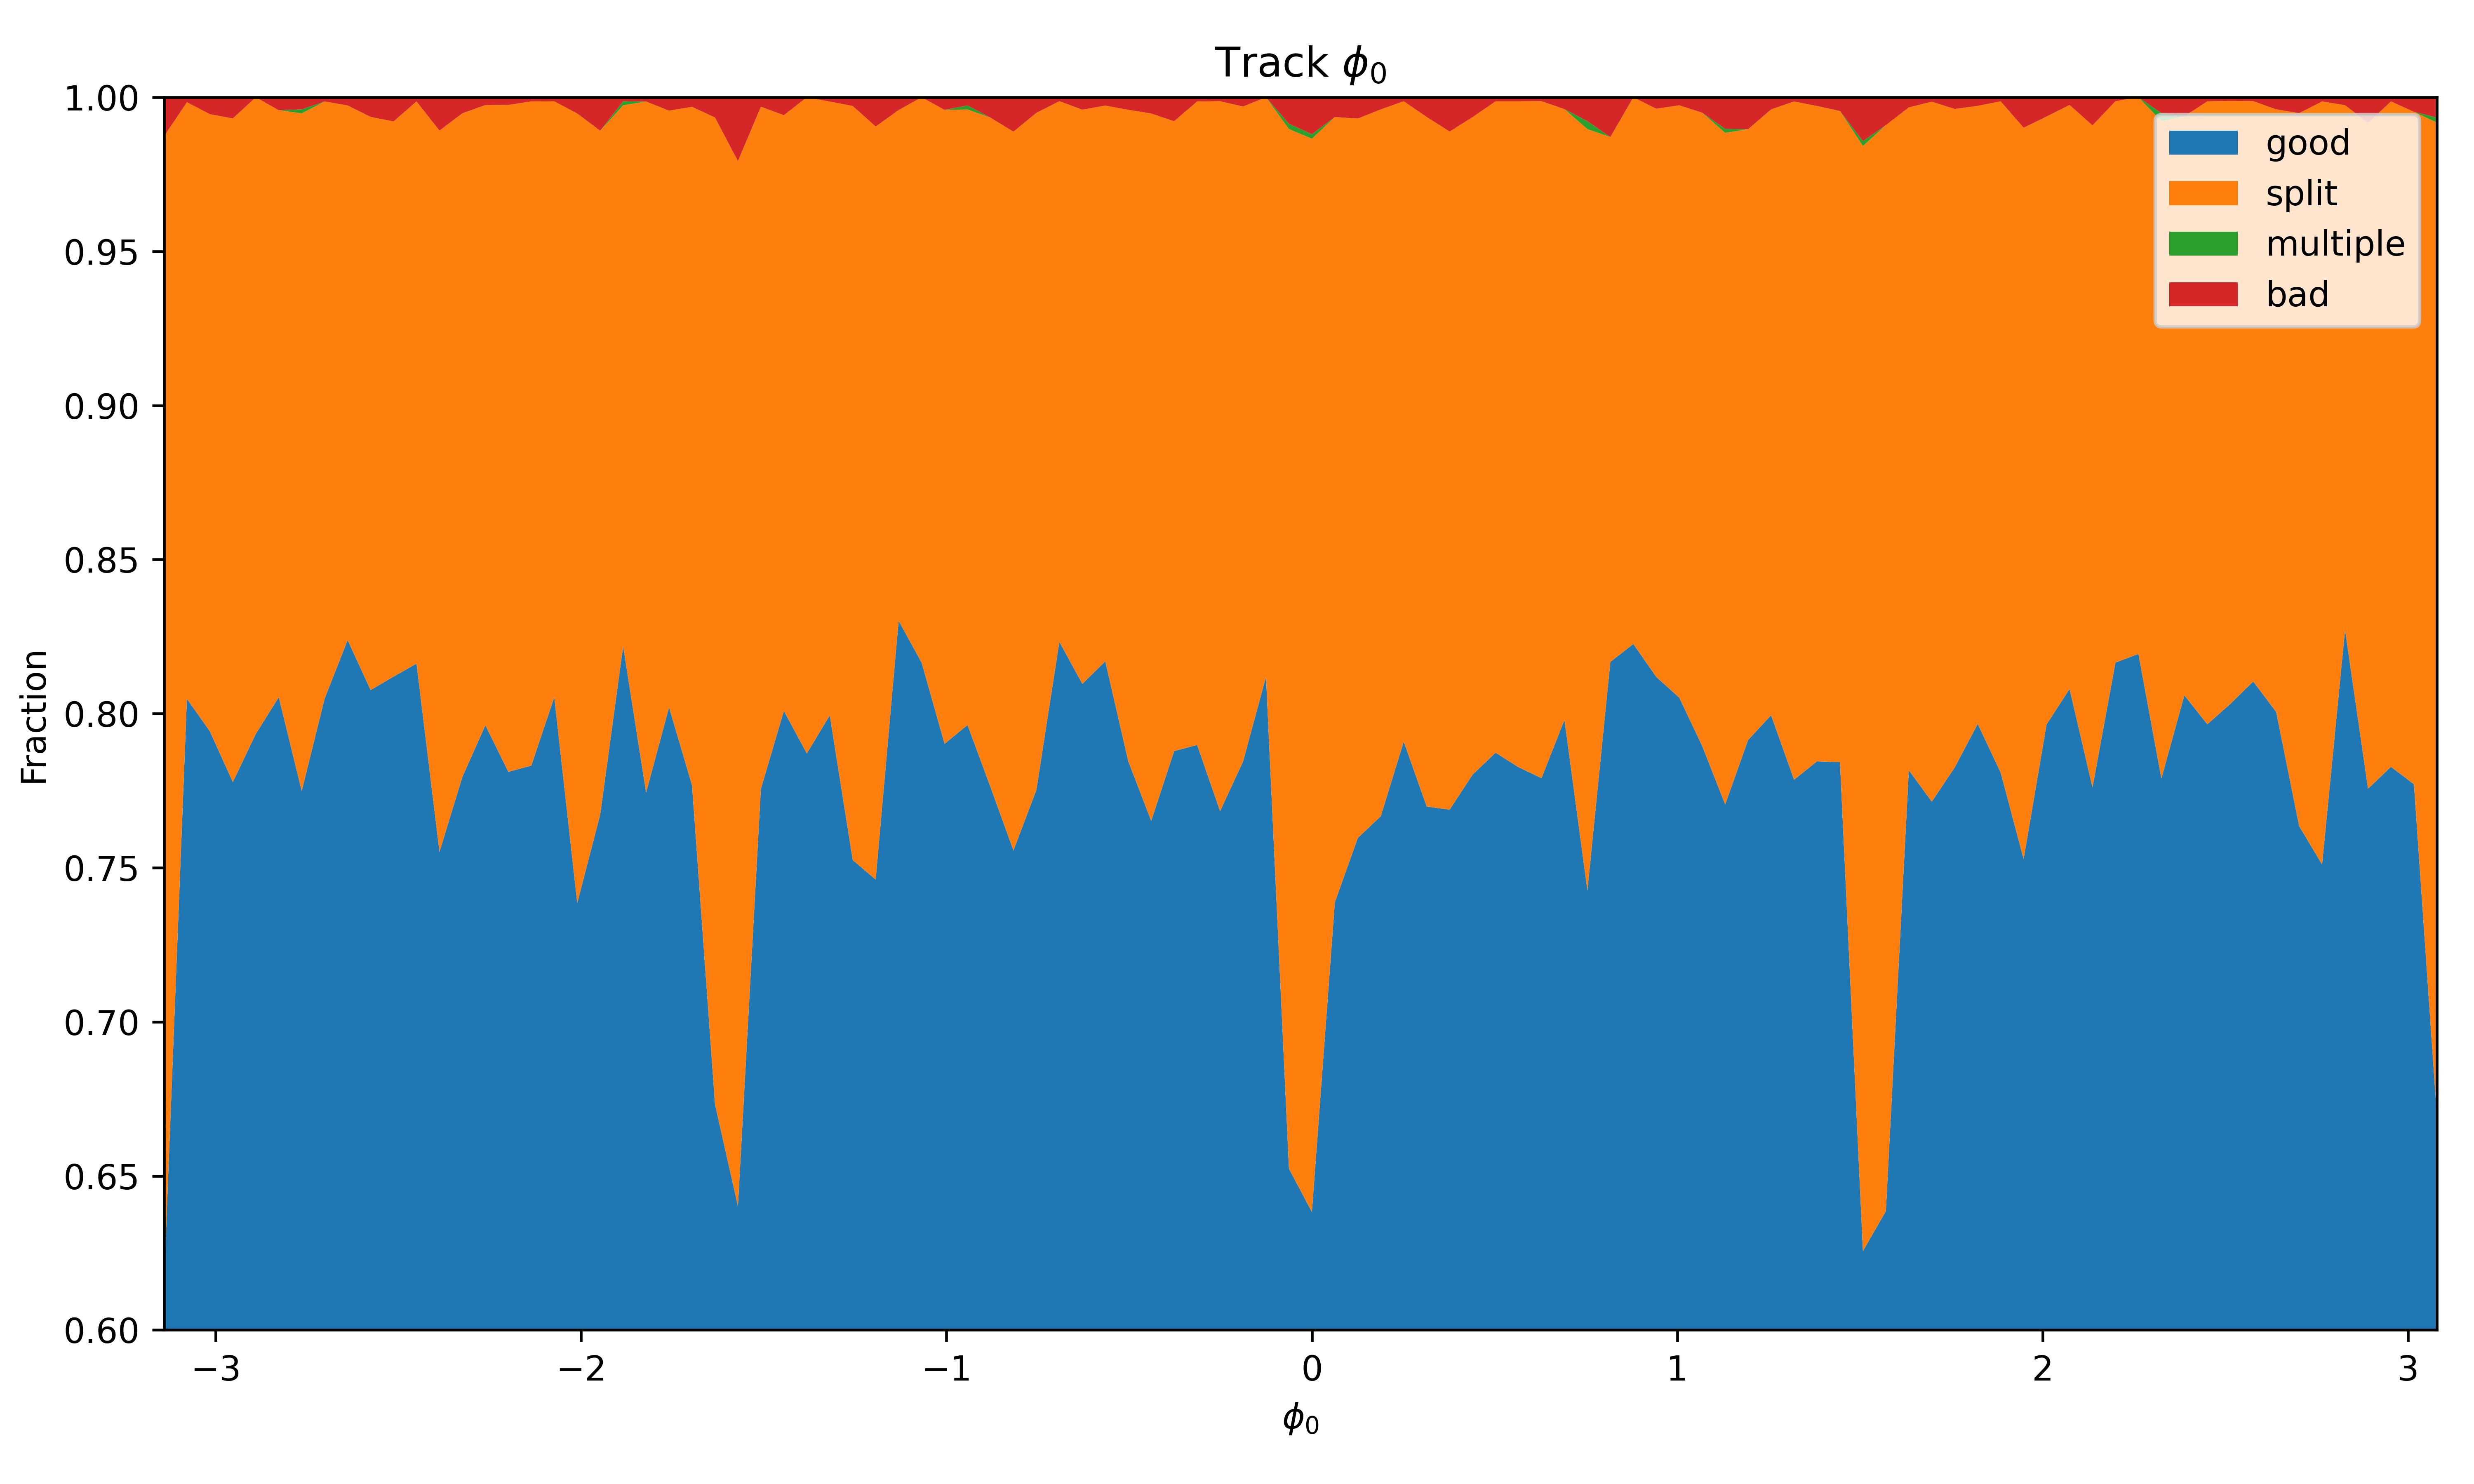 Track ϕ₀
1.00
0.95
0.90
0.85
0.80
0.75
0.70
0.65
0.60
Fraction
good
split
multiple
bad
−3 −2 −1 0 1 2 3
ϕ₀